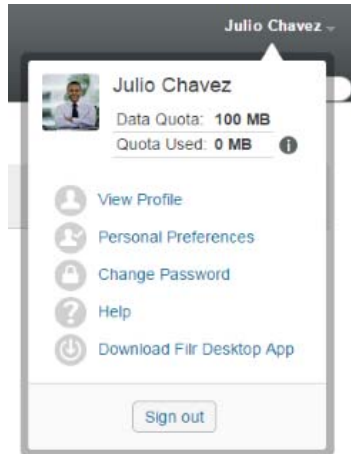 Julio Chavez
Julio Chavez
Data Quota: 100 MB
Quota Used: 0 MB
View Profile
Personal Preferences
Change Password
Help
Download Filr Desktop App
Sign out